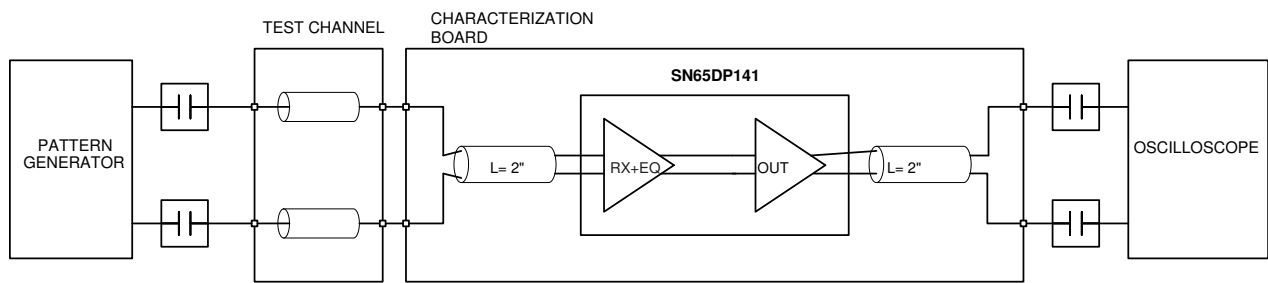 TEST CHANNEL
CHARACTERIZATION
BOARD
SN65DP141
PATTERN
GENERATOR
L= 2"
RX+EQ
OUT
L= 2"
OSCILLOSCOPE